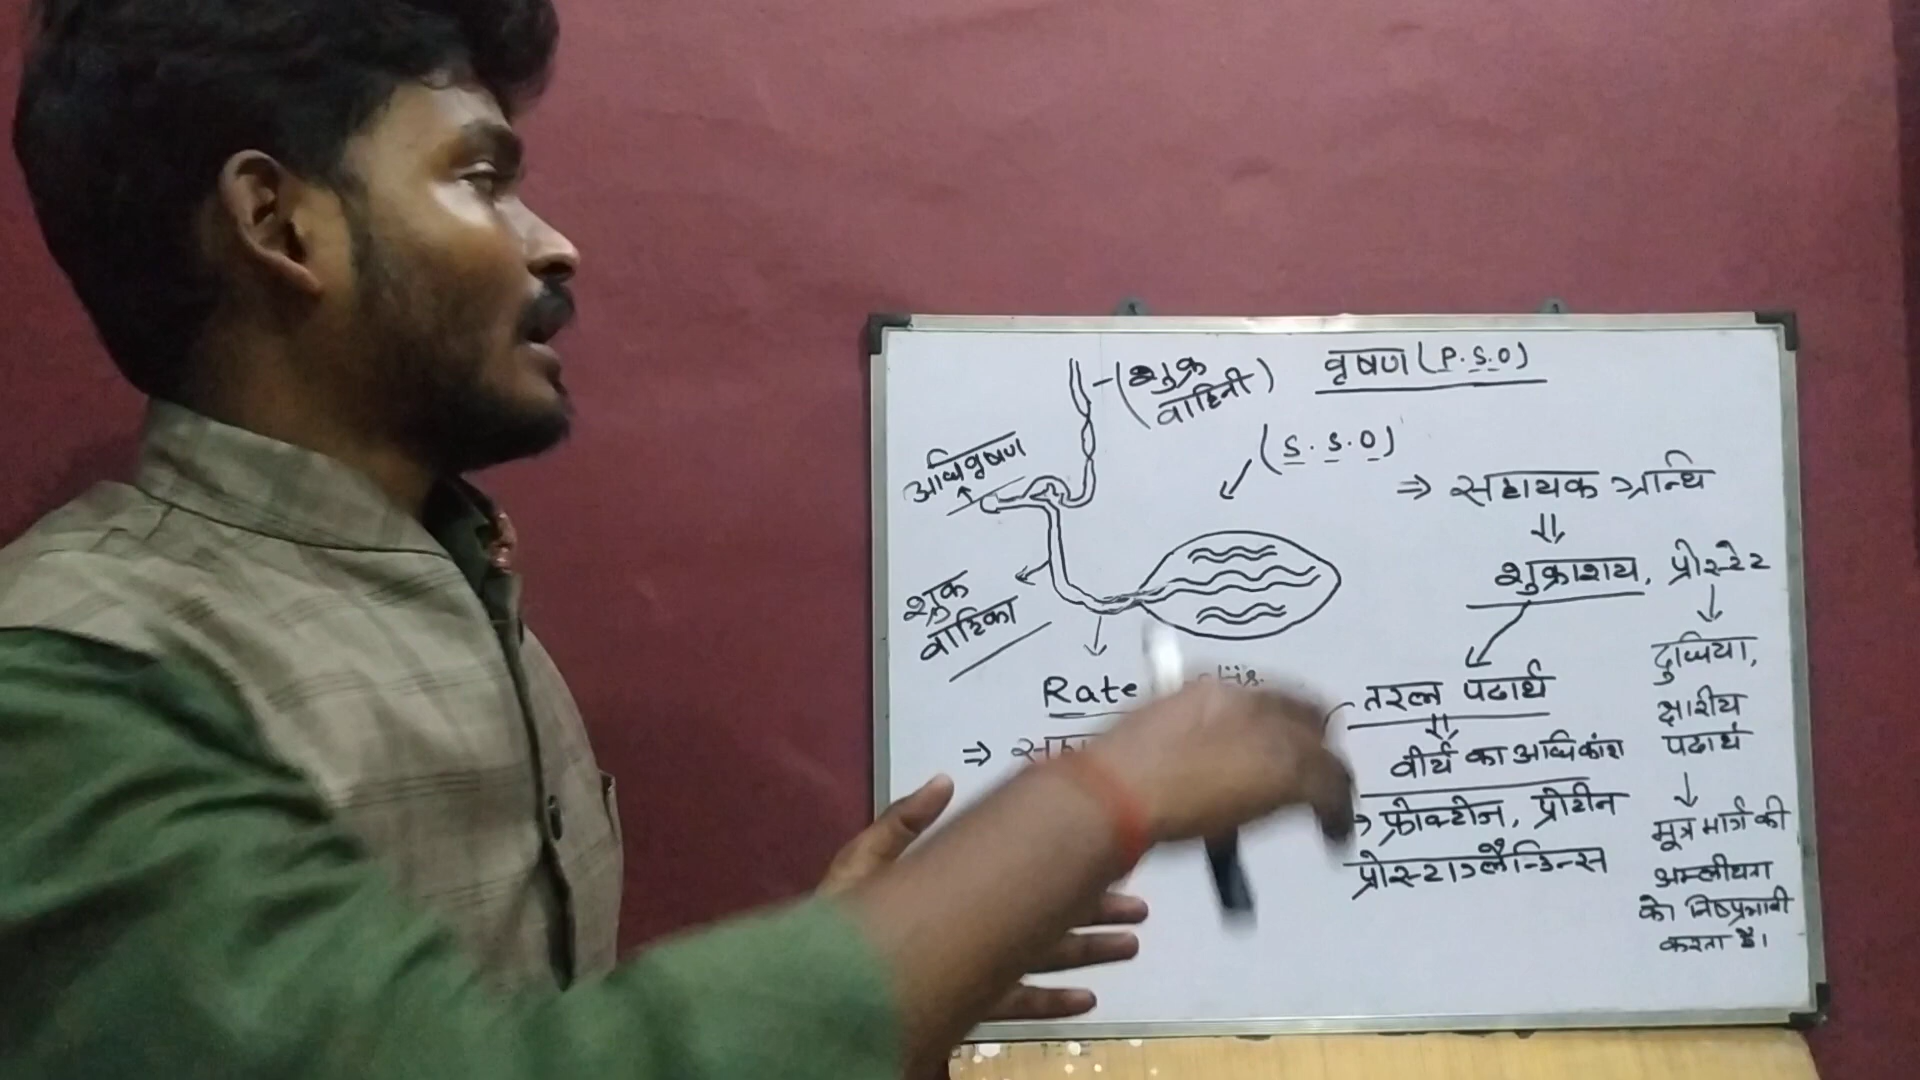 वृषण (P.S.O)
(शुक्र
वाहिनी)
(S.S.O)
अधिवृषण
⇒ सहायक ग्रन्थि
शुक्राशय, प्रोस्टेट
शुक्र
वाहिका
दुधिया,
क्षारीय
पदार्थ
Rate
तरल पदार्थ
वीर्य का अधिकांश
→ फ्रोक्टोज, प्रोटीन
प्रोस्टाग्लैन्डिन्स
मूत्र मार्ग की
अम्लीयता
को निष्प्रभावी
करता है।